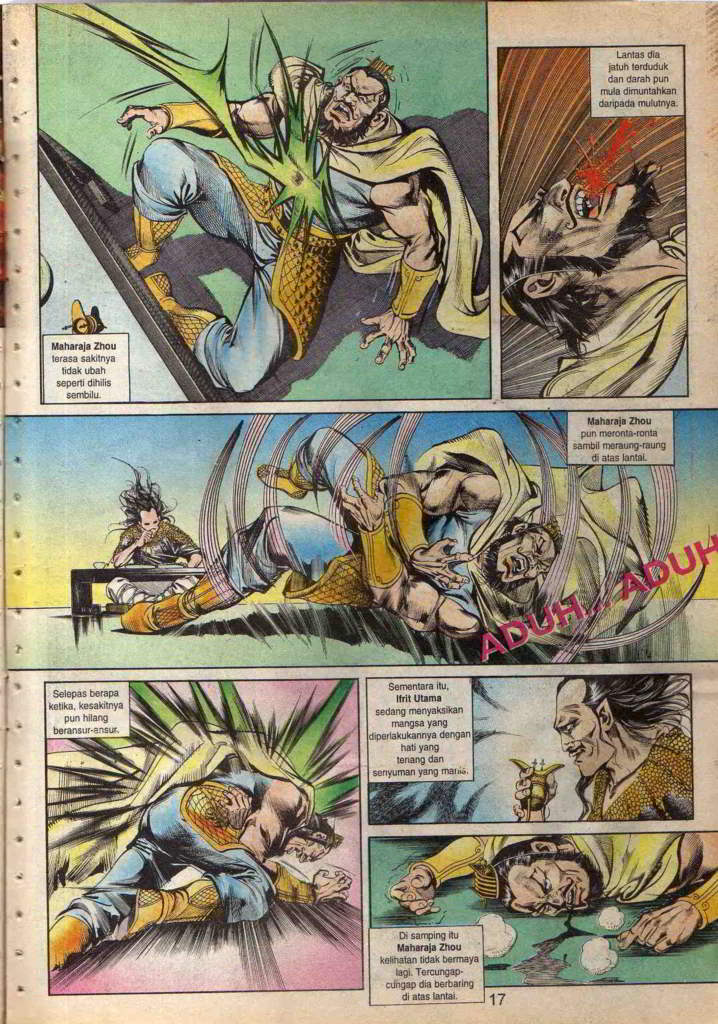 Maharaja Zhou
terasa sakitnya
tidak ubah
seperti dihilis
sembilu.
Lantas dia
jatuh terduduk
dan darah pun
mula dimuntahkan
daripada mulutnya.
Maharaja Zhou
pun meronta-ronta
sambil meraung-raung
di atas lantai.
ADUH... ADUH
Selepas berapa
ketika, kesakitnya
pun hilang
beransur-ansur.
Sementara itu,
Ifrit Utama
sedang menyaksikan
mangsa yang
diperlakukannya dengan
hati yang
tenang dan
senyuman yang manis.
Di samping itu
Maharaja Zhou
kelihatan tidak bermaya
lagi. Tercungap-
cungap dia berbaring
di atas lantai.
17